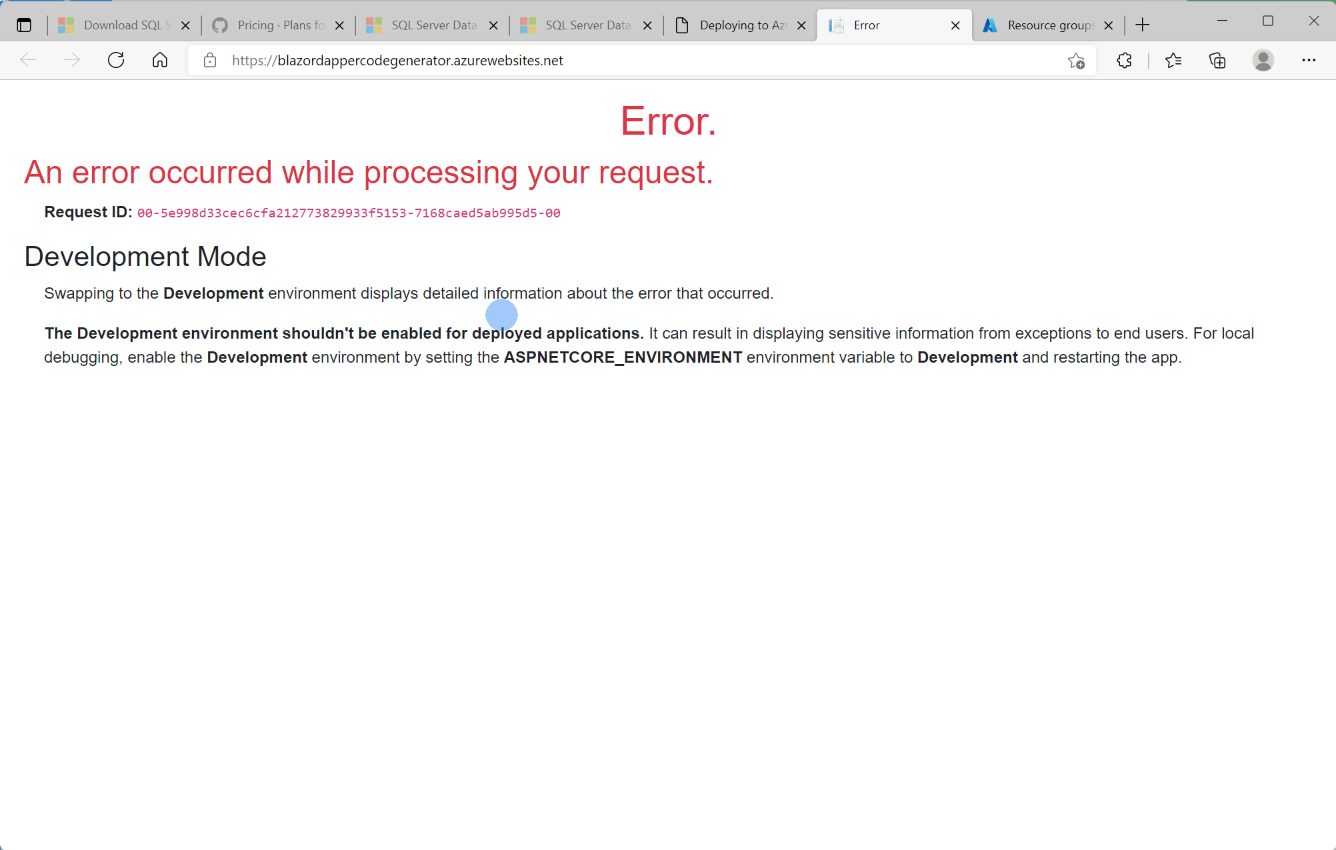 Download SQL S
Pricing · Plans fo
SQL Server Data
SQL Server Data
Deploying to Az
Error
Resource groups
https://blazordappercodegenerator.azurewebsites.net
Error.
An error occurred while processing your request.
Request ID: 00-5e998d33cec6cfa212773829933f5153-7168caed5ab995d5-00
Development Mode
Swapping to the Development environment displays detailed information about the error that occurred.
The Development environment shouldn't be enabled for deployed applications. It can result in displaying sensitive information from exceptions to end users. For local
debugging, enable the Development environment by setting the ASPNETCORE_ENVIRONMENT environment variable to Development and restarting the app.